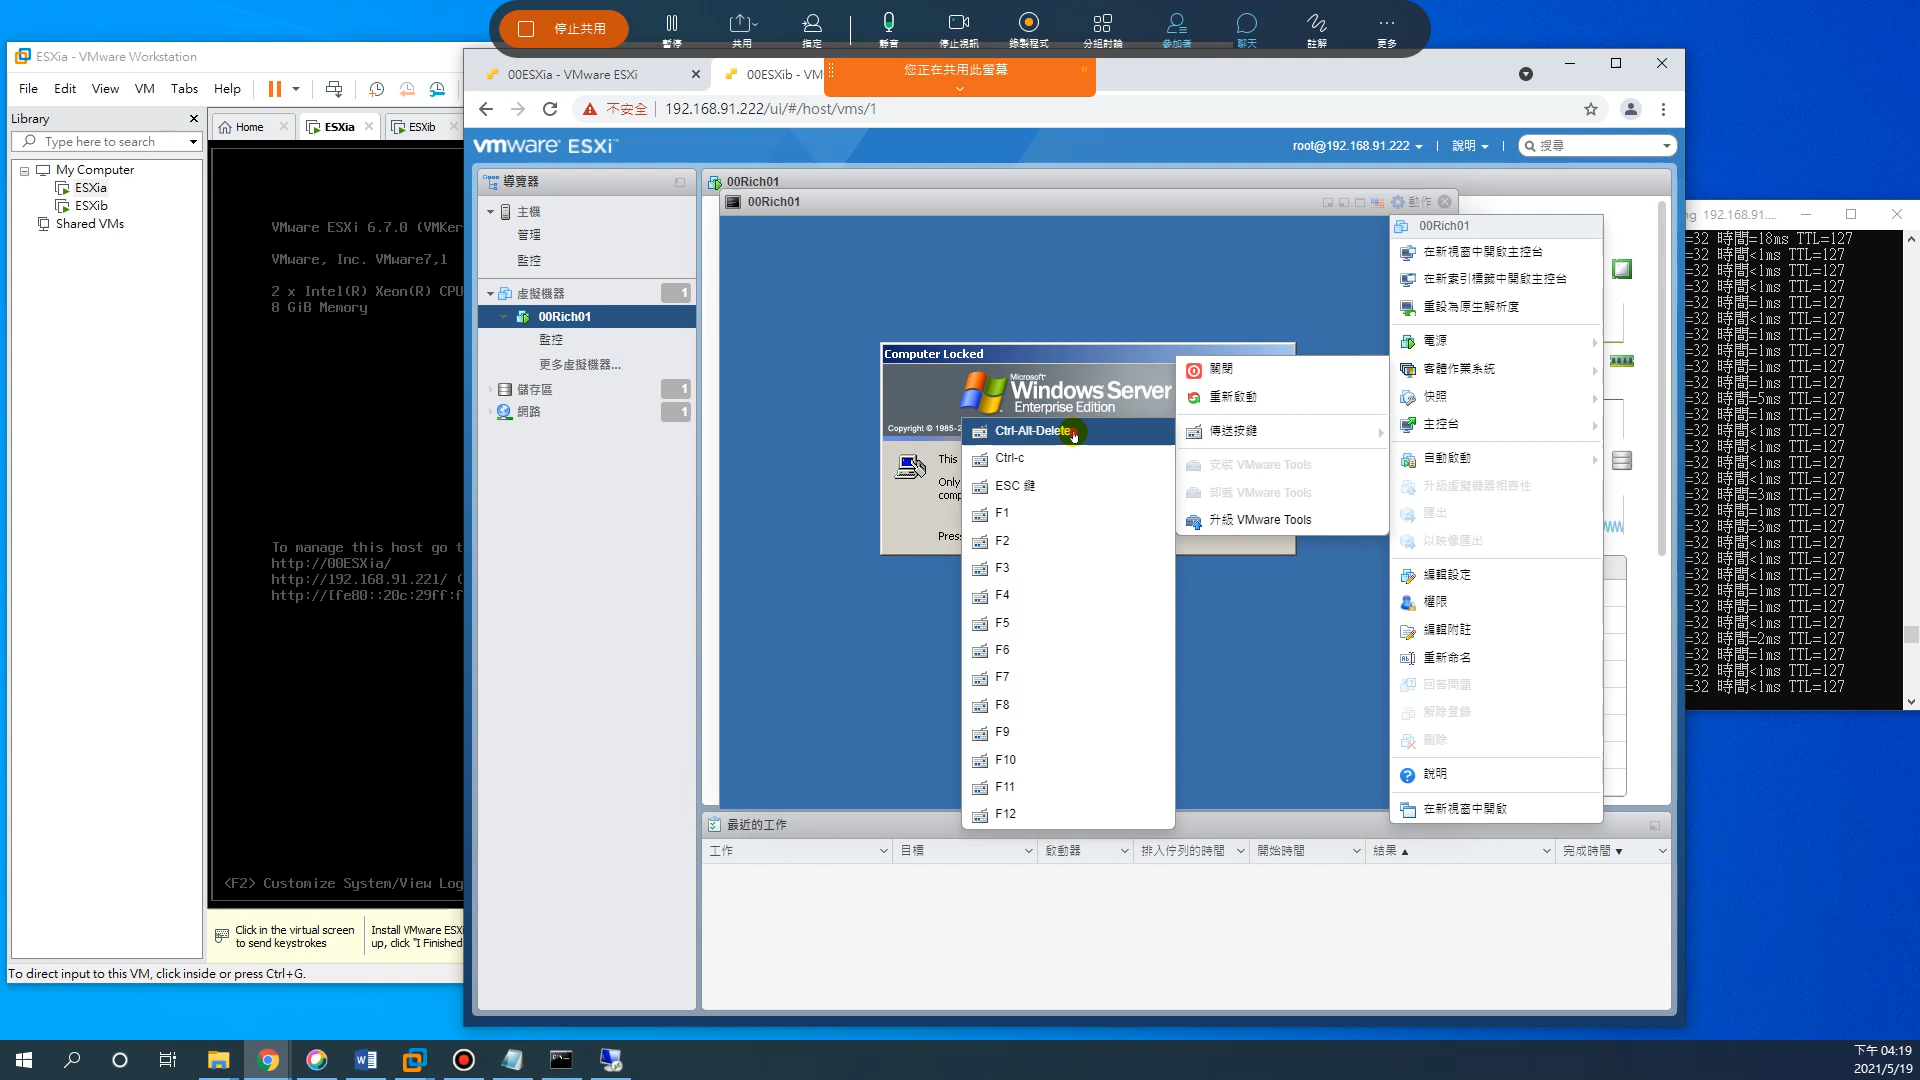 停止共用
暫停
共用
指定
靜音
停止視訊
錄製程式
分組討論
參加者
聊天
註解
更多
您正在共用此螢幕
ESXia - VMware Workstation
File Edit View VM Tabs Help
Library
Type here to search
My Computer
ESXia
ESXib
Shared VMs
Home
ESXia
ESXib
VMware ESXi 6.7.0 (VMKer
VMware, Inc. VMware7,1
2 x Intel(R) Xeon(R) CPU
8 GiB Memory
To manage this host go t
http://00ESXia/
http://192.168.91.221/ (
http://[fe80::20c:29ff:f
<F2> Customize System/View Log
Click in the virtual screen
to send keystrokes
Install VMware ESXi
up, click "I Finished
To direct input to this VM, click inside or press Ctrl+G.
00ESXia - VMware ESXi
00ESXib - VM
不安全
192.168.91.222/ui/#/host/vms/1
vmware ESXi
root@192.168.91.222
說明
搜尋
導覽器
主機
管理
監控
虛擬機器 1
00Rich01
監控
更多虛擬機器...
儲存區 1
網路 1
00Rich01
00Rich01
動作
Computer Locked
Microsoft
Windows Server
Enterprise Edition
Copyright © 1985-2
This
Only
comp
Press
Ctrl-Alt-Delete
Ctrl-c
ESC 鍵
F1
F2
F3
F4
F5
F6
F7
F8
F9
F10
F11
F12
關閉
重新啟動
傳送按鍵
安裝 VMware Tools
卸載 VMware Tools
升級 VMware Tools
00Rich01
在新視窗中開啟主控台
在新索引標籤中開啟主控台
重設為原生解析度
電源
客體作業系統
快照
主控台
自動啟動
升級虛擬機器相容性
匯出
以映像匯出
編輯設定
權限
編輯附註
重新命名
回答問題
解除登錄
刪除
說明
在新視窗中開啟
最近的工作
工作 目標 啟動器 排入佇列的時間 開始時間 結果 ▲ 完成時間 ▼
ng 192.168.91....
=32 時間=18ms TTL=127
=32 時間<1ms TTL=127
=32 時間<1ms TTL=127
=32 時間<1ms TTL=127
=32 時間<1ms TTL=127
=32 時間<1ms TTL=127
=32 時間<1ms TTL=127
=32 時間<1ms TTL=127
=32 時間<1ms TTL=127
=32 時間<1ms TTL=127
=32 時間=5ms TTL=127
=32 時間=1ms TTL=127
=32 時間<1ms TTL=127
=32 時間<1ms TTL=127
=32 時間<1ms TTL=127
=32 時間<1ms TTL=127
=32 時間=3ms TTL=127
=32 時間=1ms TTL=127
=32 時間=3ms TTL=127
=32 時間<1ms TTL=127
=32 時間<1ms TTL=127
=32 時間=1ms TTL=127
=32 時間<1ms TTL=127
=32 時間=1ms TTL=127
=32 時間<1ms TTL=127
=32 時間=2ms TTL=127
=32 時間<1ms TTL=127
=32 時間<1ms TTL=127
=32 時間<1ms TTL=127
下午 04:19
2021/5/19